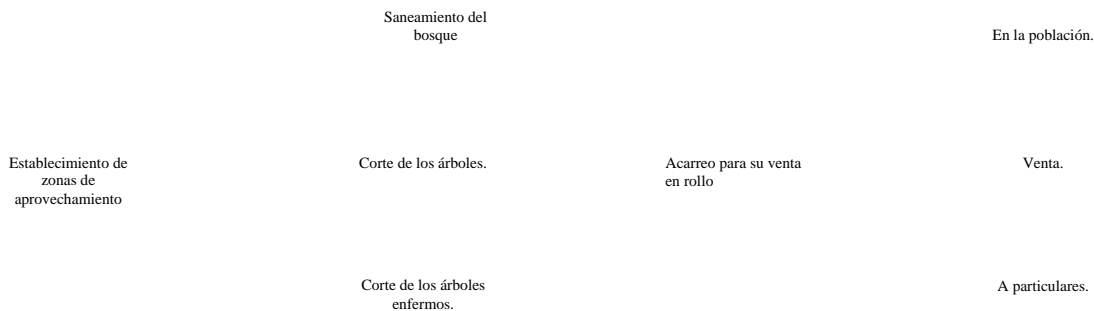 Saneamiento del
bosque
En la población.
Establecimiento de
zonas de
aprovechamiento
Corte de los árboles.
Acarreo para su venta
en rollo
Venta.
Corte de los árboles
enfermos.
A particulares.